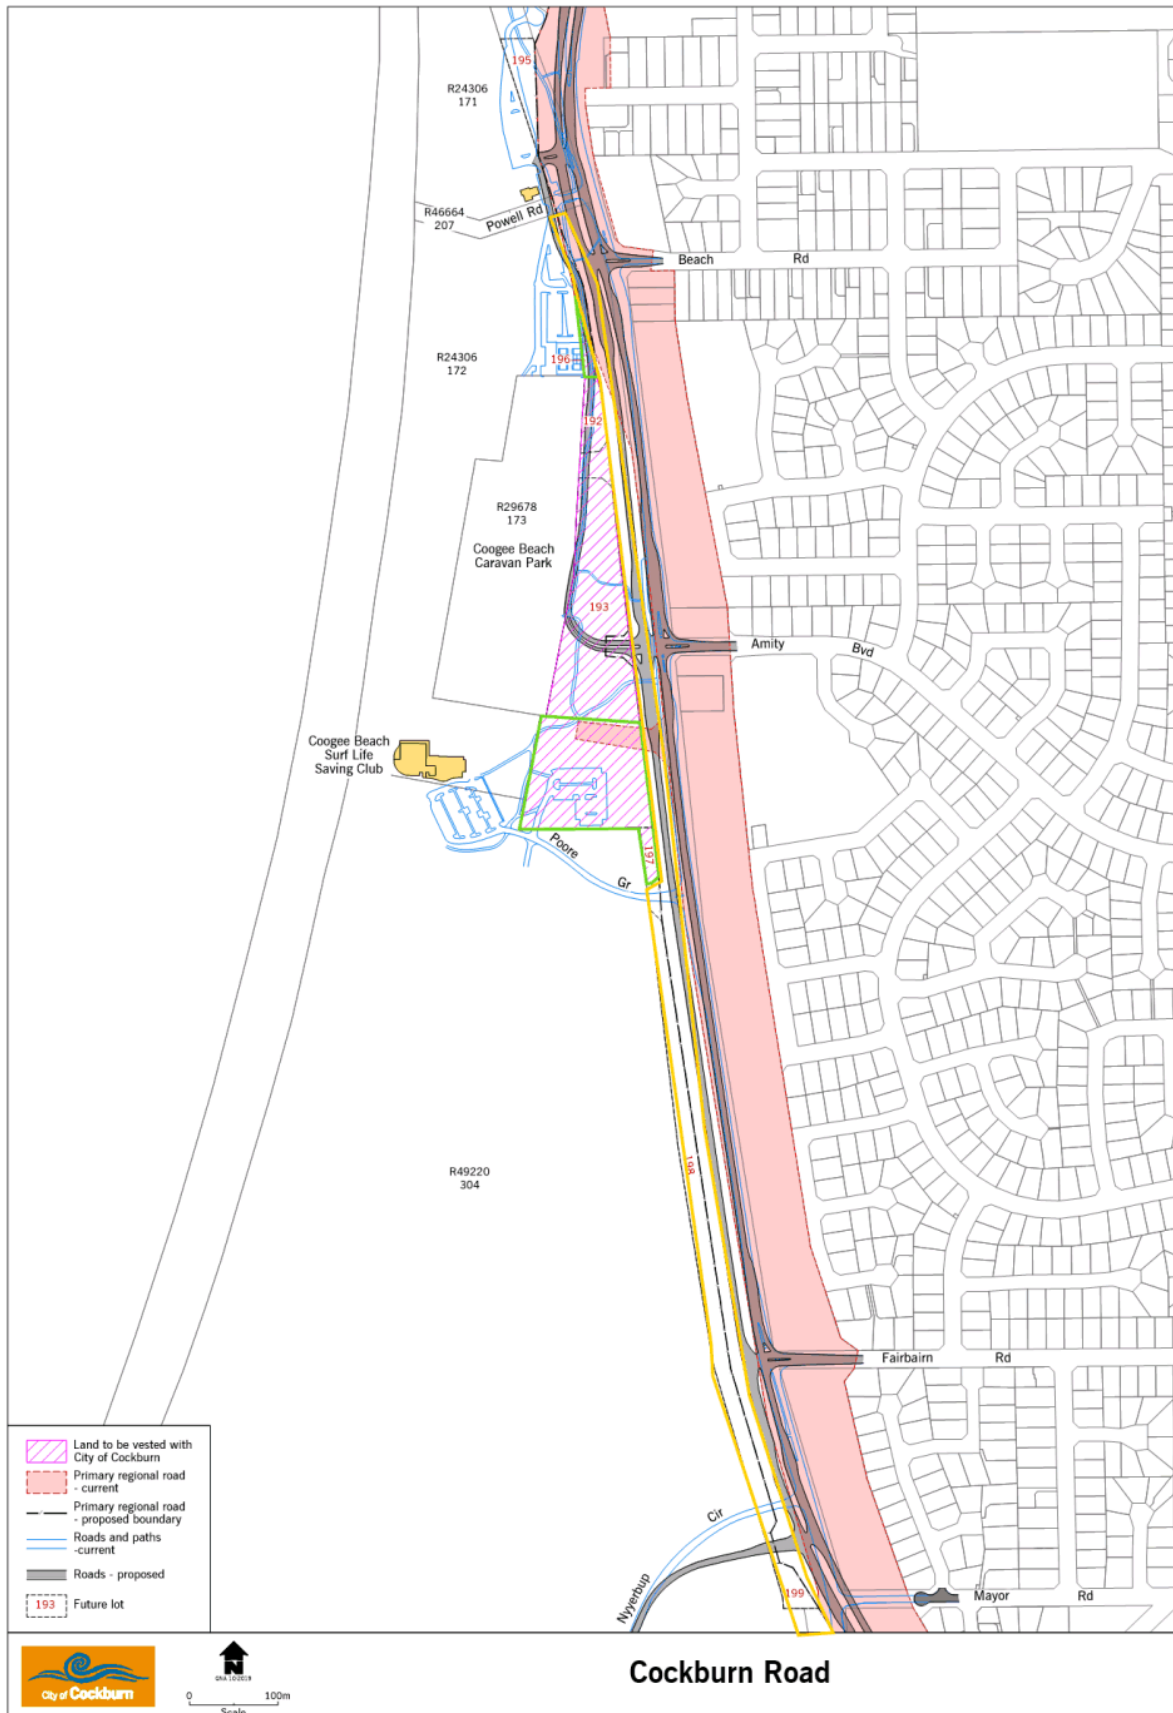 195
R24306
171
R46664
207
Powell Rd
Beach Rd
R24306
172
196
192
R29678
173
Coogee Beach
Caravan Park
193
Amity Bvd
Coogee Beach
Surf Life
Saving Club
Poore Gr
197
R49220
304
198
Fairbairn Rd
Nyyerbup Cir
199
Mayor Rd
Land to be vested with
City of Cockburn
Primary regional road
- current
Primary regional road
- proposed boundary
Roads and paths
-current
Roads - proposed
193 Future lot
City of Cockburn
N
0 100m
Scale
Cockburn Road